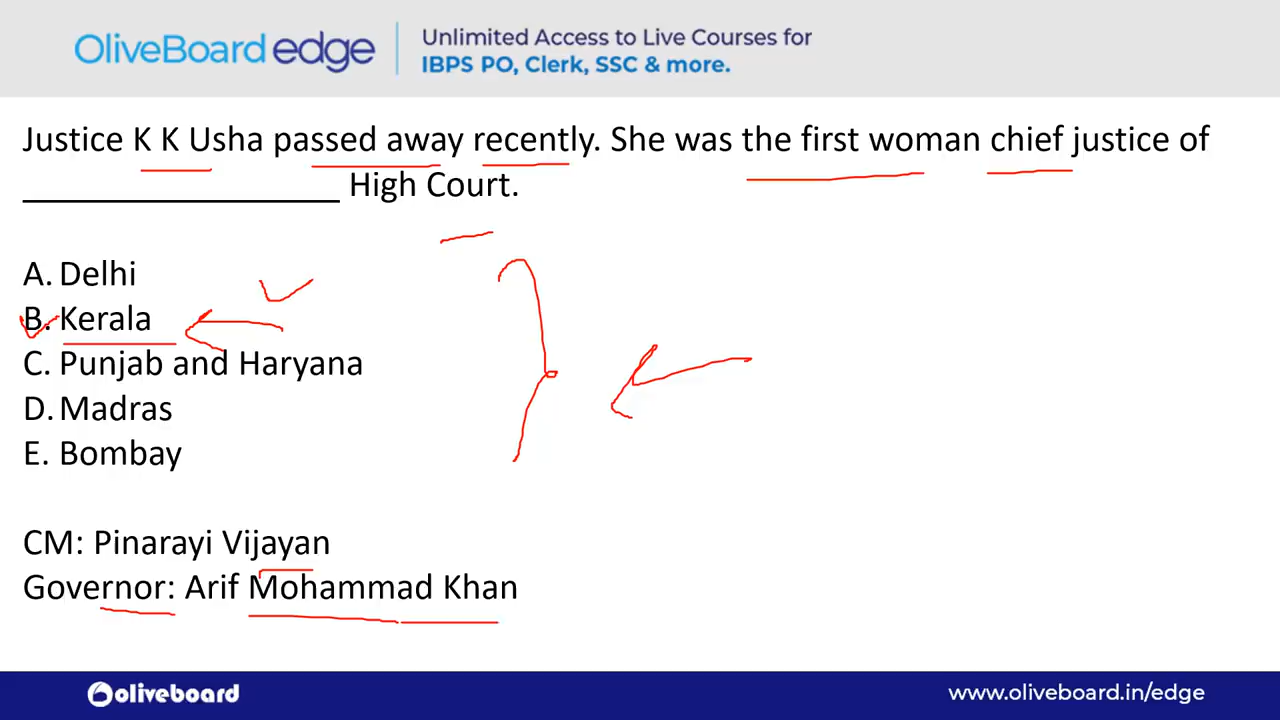 OliveBoard edge
Unlimited Access to Live Courses for
IBPS PO, Clerk, SSC & more.
Justice K K Usha passed away recently. She was the first woman chief justice of
_________________ High Court.
A. Delhi
B. Kerala
C. Punjab and Haryana
D. Madras
E. Bombay
CM: Pinarayi Vijayan
Governor: Arif Mohammad Khan
oliveboard
www.oliveboard.in/edge